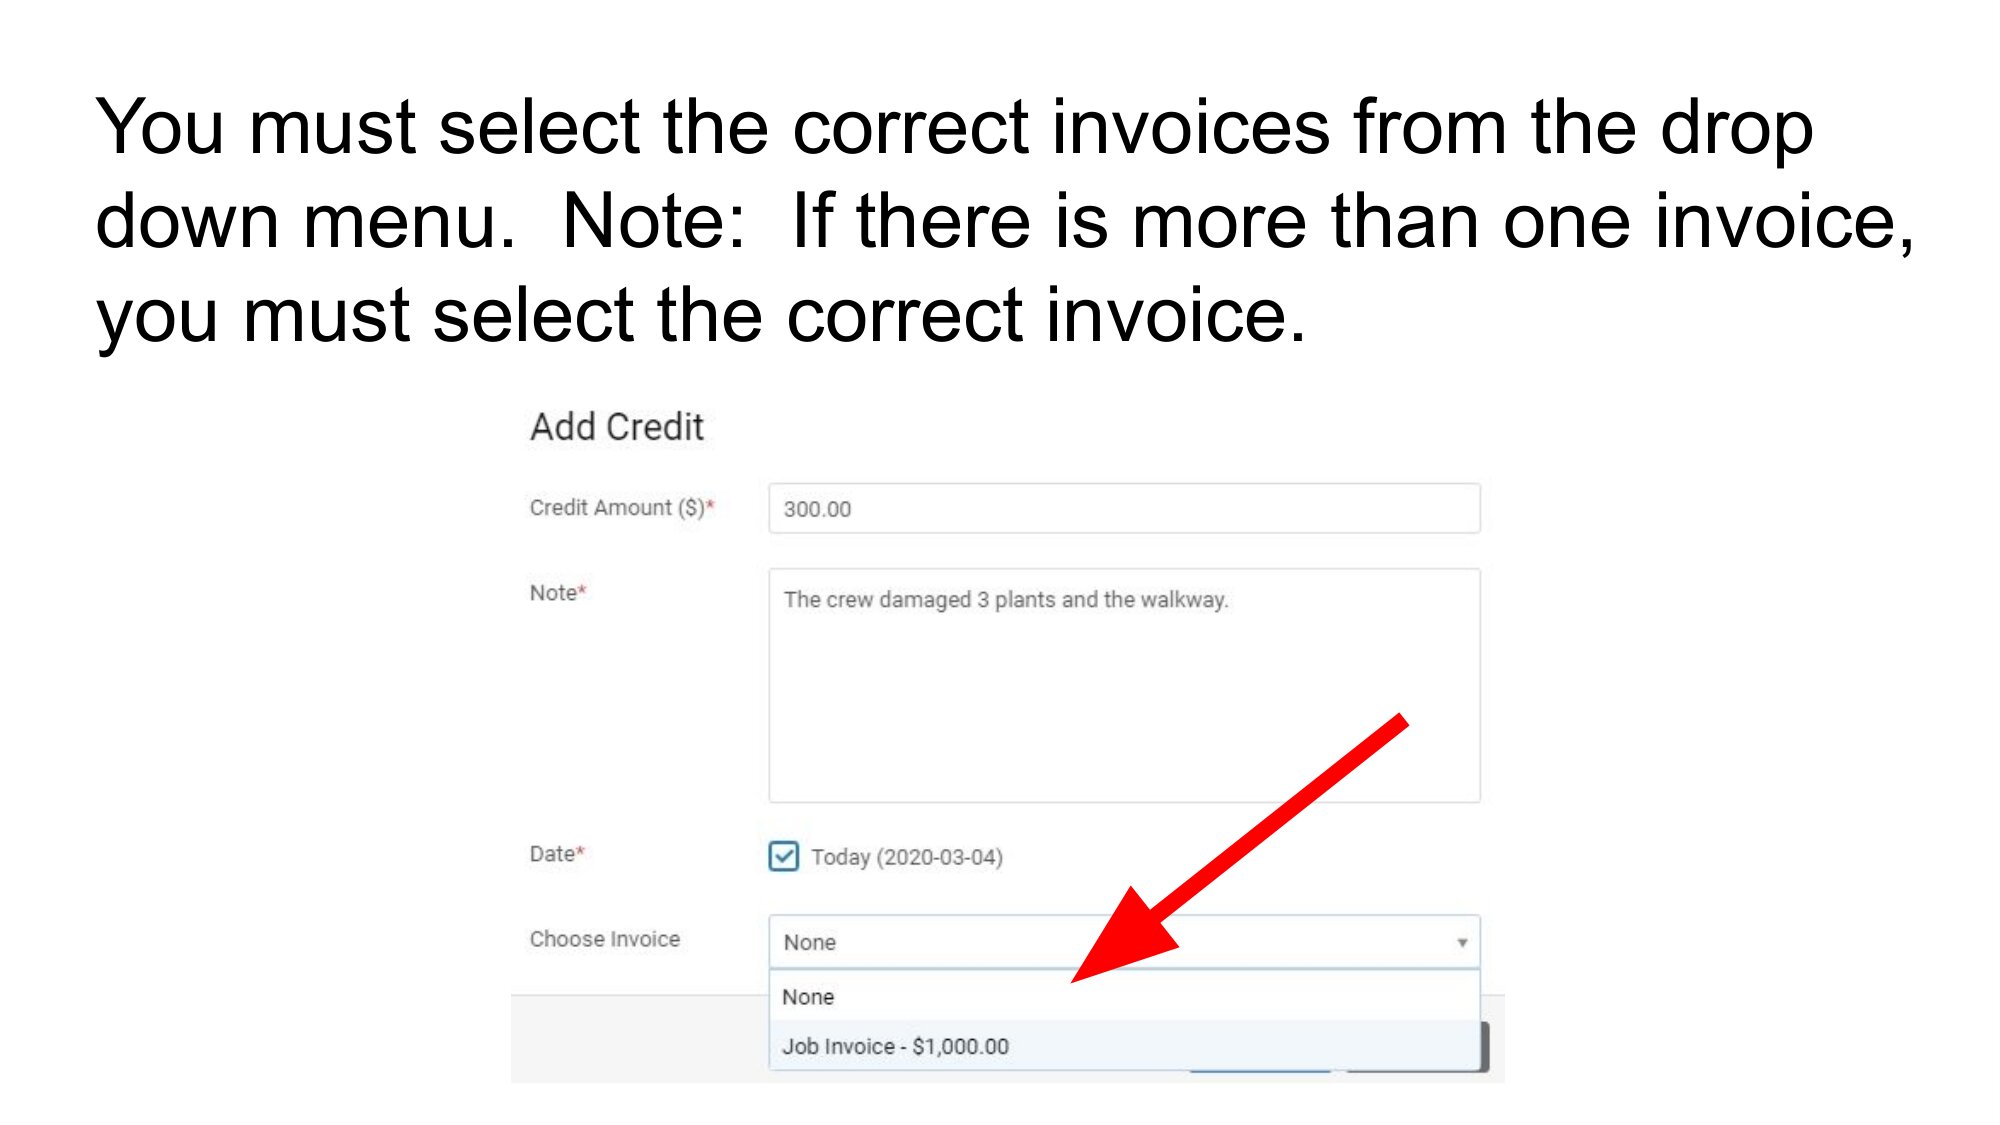 You must select the correct invoices from the drop
down menu.  Note:  If there is more than one invoice,
you must select the correct invoice.
Add Credit
Credit Amount ($)*
300.00
Note*
The crew damaged 3 plants and the walkway.
Date*
Today (2020-03-04)
Choose Invoice
None
None
Job Invoice - $1,000.00